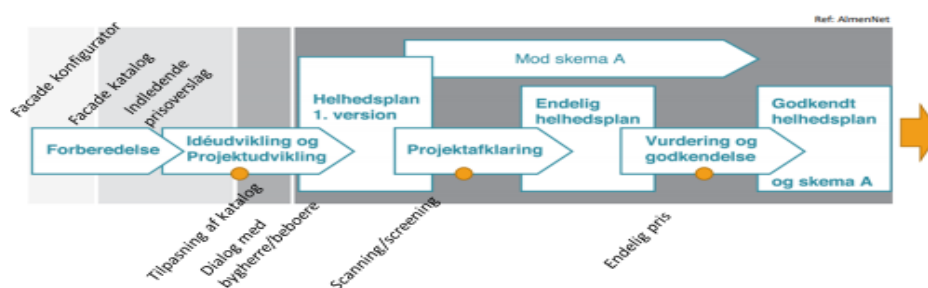 Ref: AlmenNet
Facade konfigurator
Facade katalog
Indledende
prisoverslag
Mod skema A
Helhedsplan
1. version
Endelig
helhedsplan
Godkendt
helhedsplan
Forberedelse
Idéudvikling og
Projektudvikling
Projektafklaring
Vurdering og
godkendelse
og skema A
Tilpasning af katalog
Dialog med
bygherre/beboere
Scanning/screening
Endelig pris